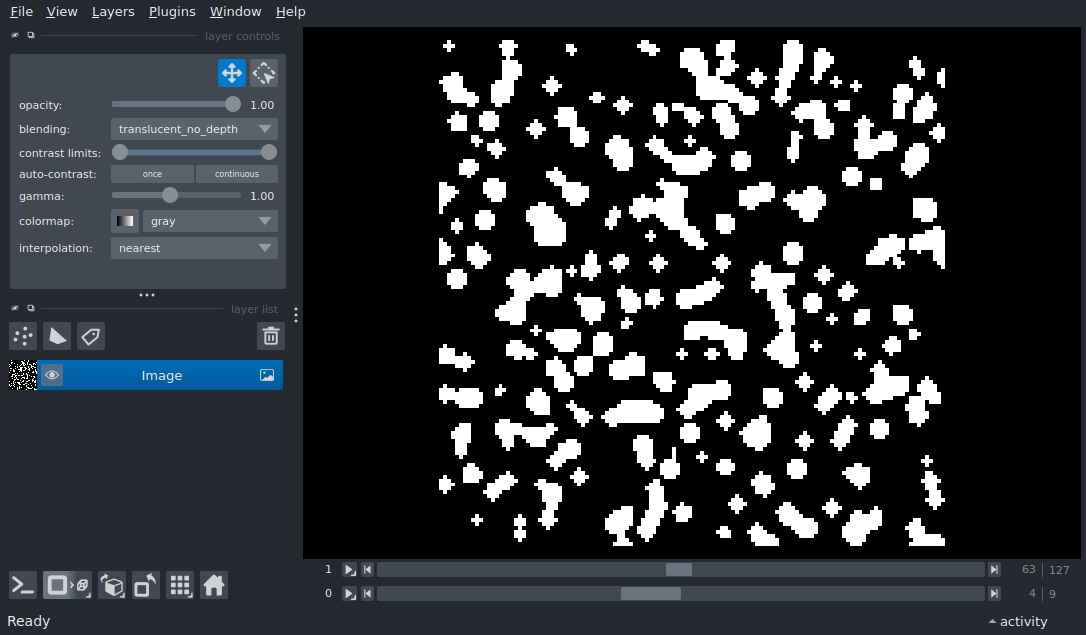 File View Layers Plugins Window Help
layer controls
opacity: 1.00
blending: translucent_no_depth
contrast limits:
auto-contrast: once continuous
gamma: 1.00
colormap: gray
interpolation: nearest
layer list
Image
1 63 127
0 4 9
Ready activity